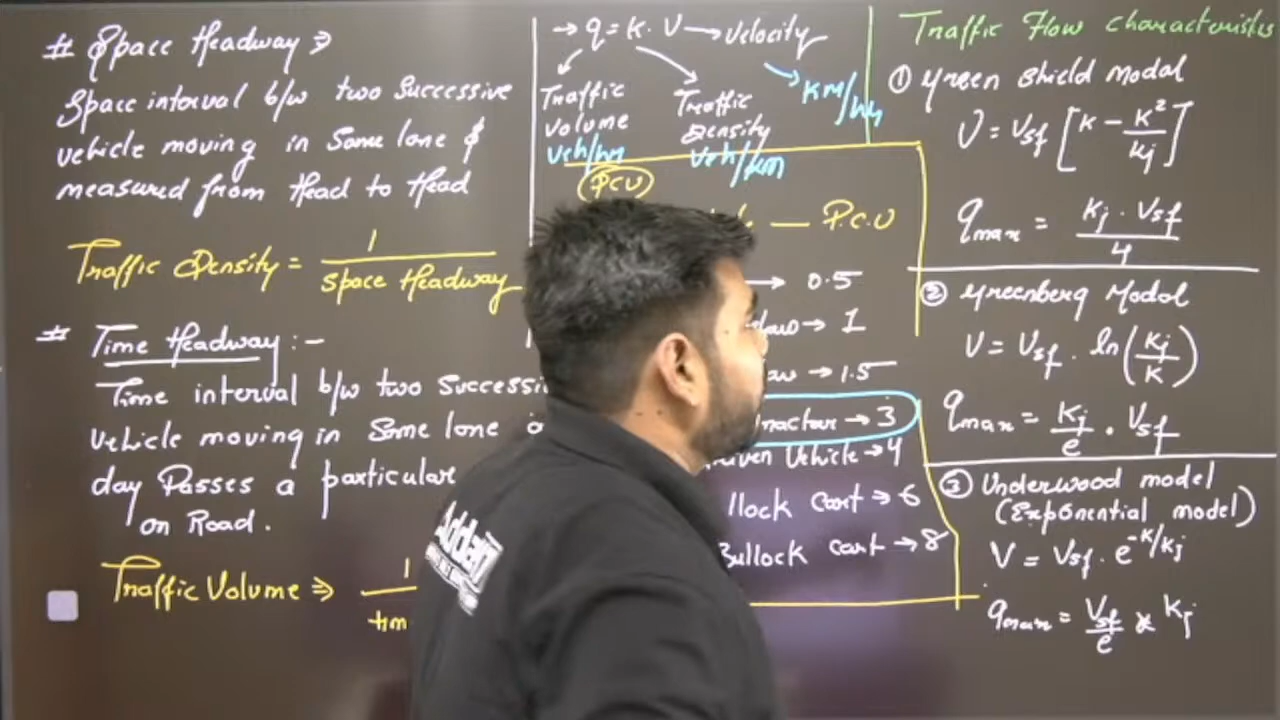 # Space Headway ⇒
Space interval b/w two Successive
vehicle moving in Same lane &
measured from Head to Head
Traffic Density = 1 / space Headway
# Time Headway :-
Time interval b/w two Successi
vehicle moving in Same lane
day Passes a particular
on Road.
Traffic Volume ⇒ 1 / tim
→ q = K. V → Velocity
KM/hr
Traffic Volume veh/hr
Traffic Density Veh/km
PCU
— P.C.U
→ 0.5
→ 1
→ 1.5
→ 3
Vehicle → 4
llock Cart → 6
Bullock Cart → 8
Adda
Traffic Flow characteristics
① Green Shield Modal
V = Vsf [K - K²/Kj]
qmax = Kj . Vsf / 4
② Greenberg Modal
V = Vsf . ln(Kj/K)
qmax = Kj/e . Vsf
③ Underwood model
(Exponential model)
V = Vsf . e^-K/Kj
qmax = Vsf/e * Kj